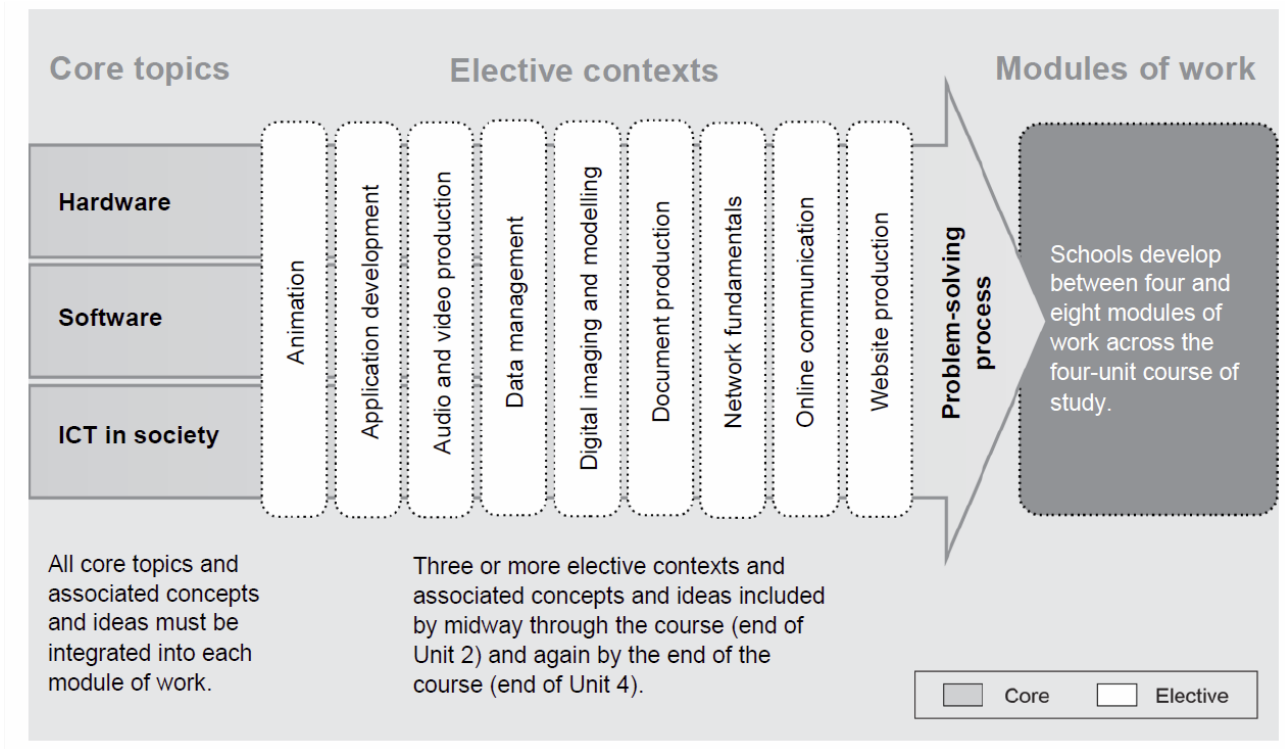 Core topics
Elective contexts
Modules of work
Hardware
Software
ICT in society
Animation
Application development
Audio and video production
Data management
Digital imaging and modelling
Document production
Network fundamentals
Online communication
Website production
Problem-solving
process
Schools develop
between four and
eight modules of
work across the
four-unit course of
study.
All core topics and
associated concepts
and ideas must be
integrated into each
module of work.
Three or more elective contexts and
associated concepts and ideas included
by midway through the course (end of
Unit 2) and again by the end of the
course (end of Unit 4).
Core
Elective